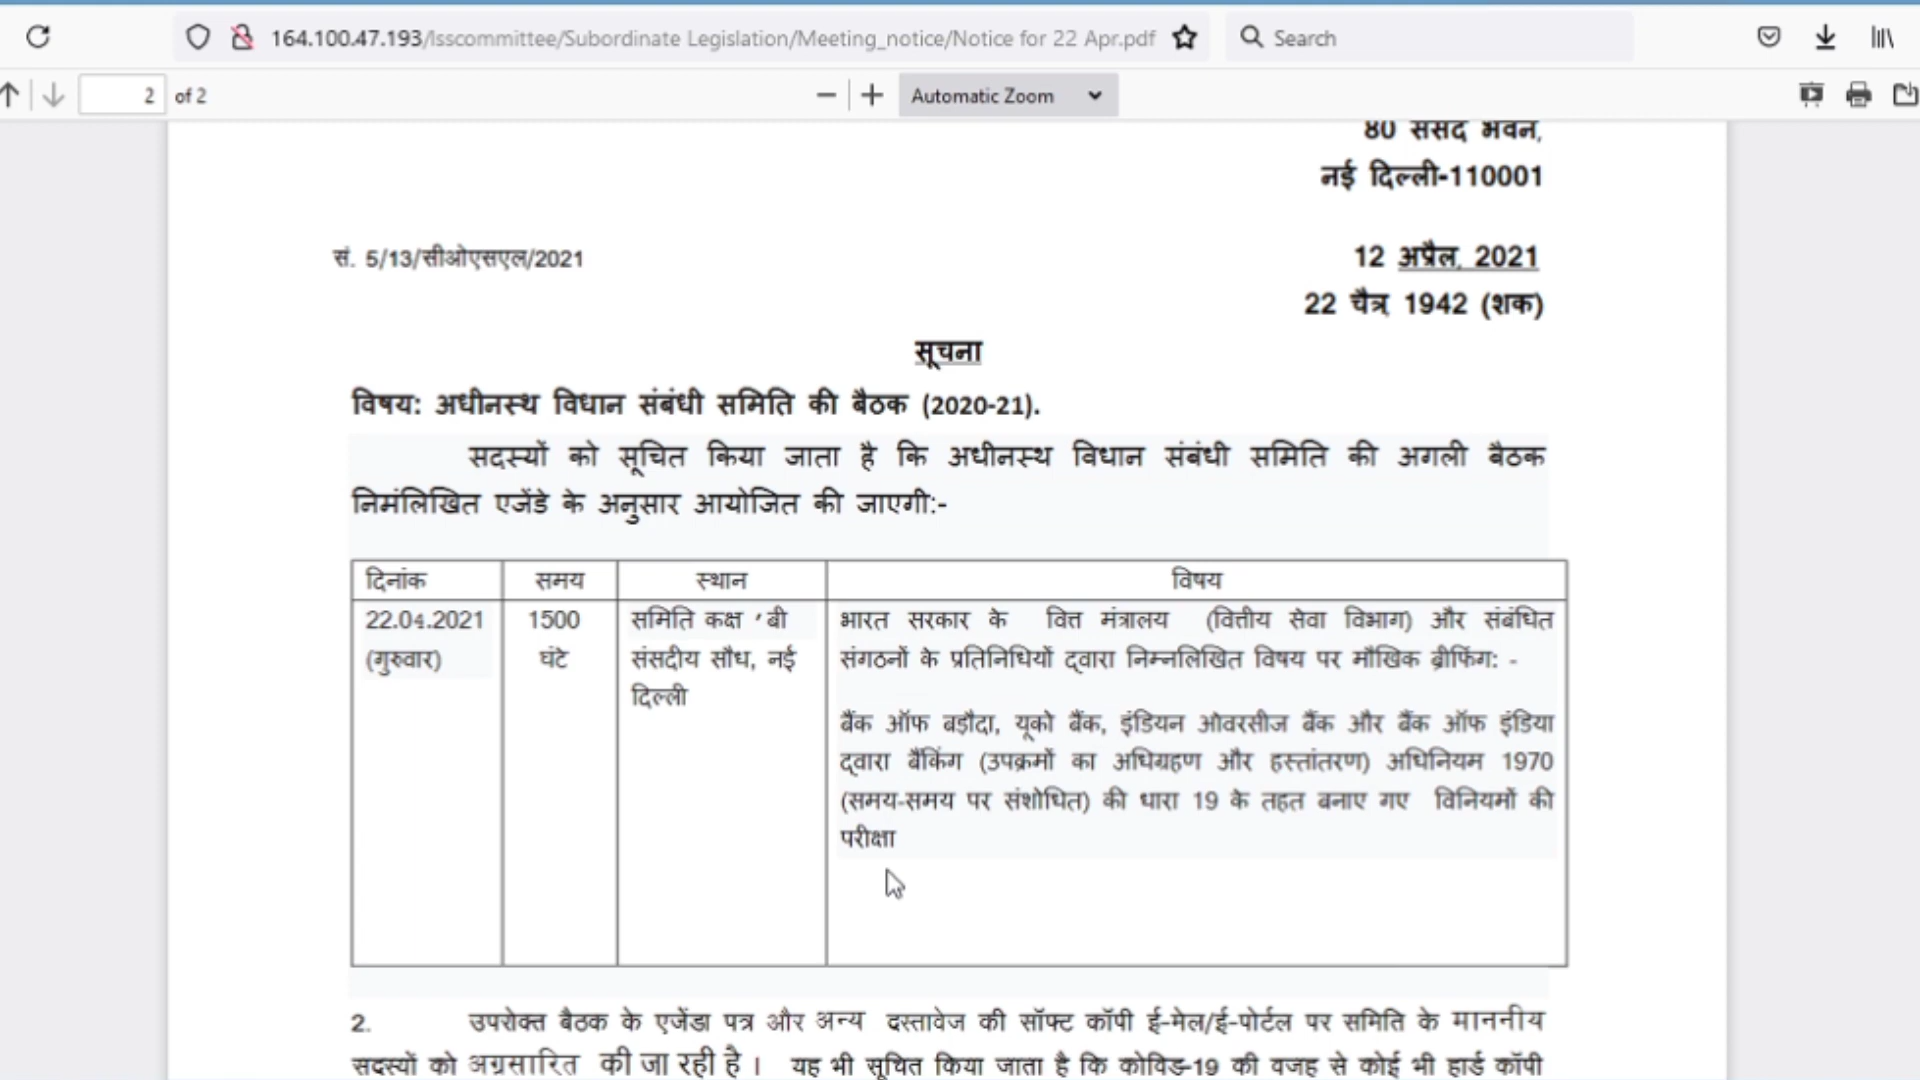 164.100.47.193/lsscommittee/Subordinate Legislation/Meeting_notice/Notice for 22 Apr.pdf
Search
2 of 2
Automatic Zoom
80 संसद भवन,
नई दिल्ली-110001
सं. 5/13/सीओएसएल/2021
12 अप्रैल, 2021
22 चैत्र, 1942 (शक)
सूचना
विषय: अधीनस्थ विधान संबंधी समिति की बैठक (2020-21).
सदस्यों को सूचित किया जाता है कि अधीनस्थ विधान संबंधी समिति की अगली बैठक
निमंलिखित एजेंडे के अनुसार आयोजित की जाएगी:-
दिनांक समय स्थान विषय
22.04.2021
(गुरुवार)
1500
घंटे
समिति कक्ष ' बी
संसदीय सौध, नई
दिल्ली
भारत सरकार के वित्त मंत्रालय (वित्तीय सेवा विभाग) और संबंधित
संगठनों के प्रतिनिधियों द्वारा निम्नलिखित विषय पर मौखिक ब्रीफिंग: -
बैंक ऑफ बड़ौदा, यूको बैंक, इंडियन ओवरसीज बैंक और बैंक ऑफ इंडिया
द्वारा बैंकिंग (उपक्रमों का अधिग्रहण और हस्तांतरण) अधिनियम 1970
(समय-समय पर संशोधित) की धारा 19 के तहत बनाए गए विनियमों की
परीक्षा
2. उपरोक्त बैठक के एजेंडा पत्र और अन्य दस्तावेज की सॉफ्ट कॉपी ई-मेल/ई-पोर्टल पर समिति के माननीय
सदस्यों को अग्रसारित की जा रही है। यह भी सूचित किया जाता है कि कोविड-19 की वजह से कोई भी हार्ड कॉपी